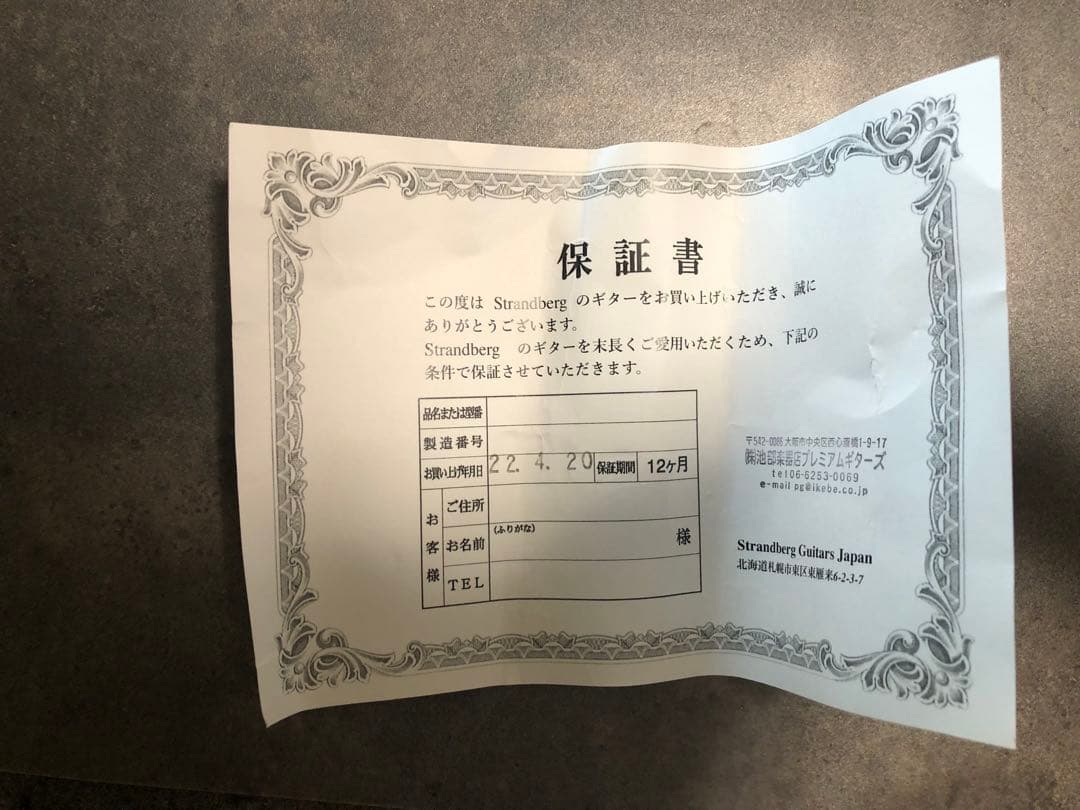 保証書
この度は Strandberg のギターをお買い上げいただき、誠に
ありがとうございます。
Strandberg のギターを末長くご愛用いただくため、下記の
条件で保証させていただきます。
品名または型番
製造番号
お買い上げ年月日 22. 4. 20 保証期間 12ヶ月
お客様
ご住所
(ふりがな)
お名前 様
TEL
〒542-0086 大阪市中央区西心斎橋1-9-17
㈱池部楽器店プレミアムギターズ
tel06-6253-0069
e-mail pg@ikebe.co.jp
Strandberg Guitars Japan
北海道札幌市東区東雁来6-2-3-7